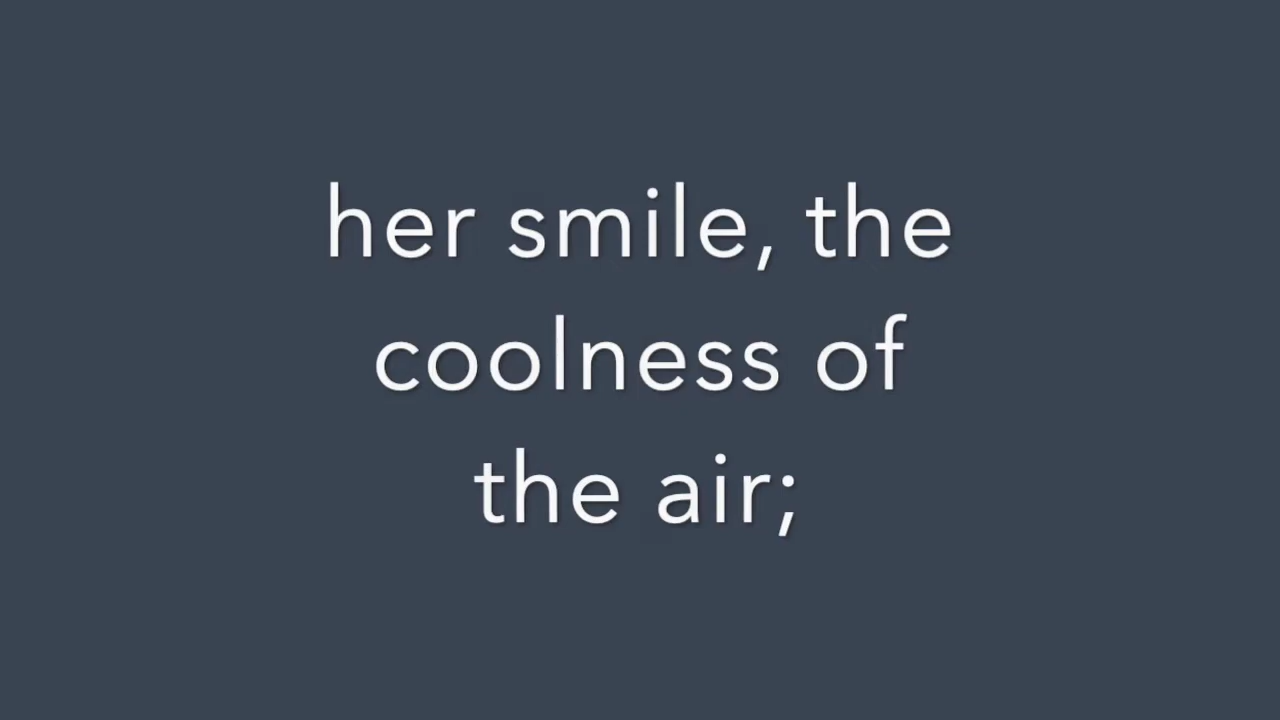 her smile, the
coolness of
the air;